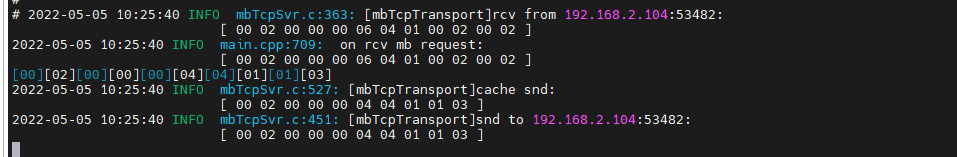 #
# 2022-05-05 10:25:40 INFO  mbTcpSvr.c:363: [mbTcpTransport]rcv from 192.168.2.104:53482:
[ 00 02 00 00 00 06 04 01 00 02 00 02 ]
2022-05-05 10:25:40 INFO  main.cpp:709:  on rcv mb request:
[ 00 02 00 00 00 06 04 01 00 02 00 02 ]
[00][02][00][00][00][04][04][01][01][03]
2022-05-05 10:25:40 INFO  mbTcpSvr.c:527: [mbTcpTransport]cache snd:
[ 00 02 00 00 00 04 04 01 01 03 ]
2022-05-05 10:25:40 INFO  mbTcpSvr.c:451: [mbTcpTransport]snd to 192.168.2.104:53482:
[ 00 02 00 00 00 04 04 01 01 03 ]